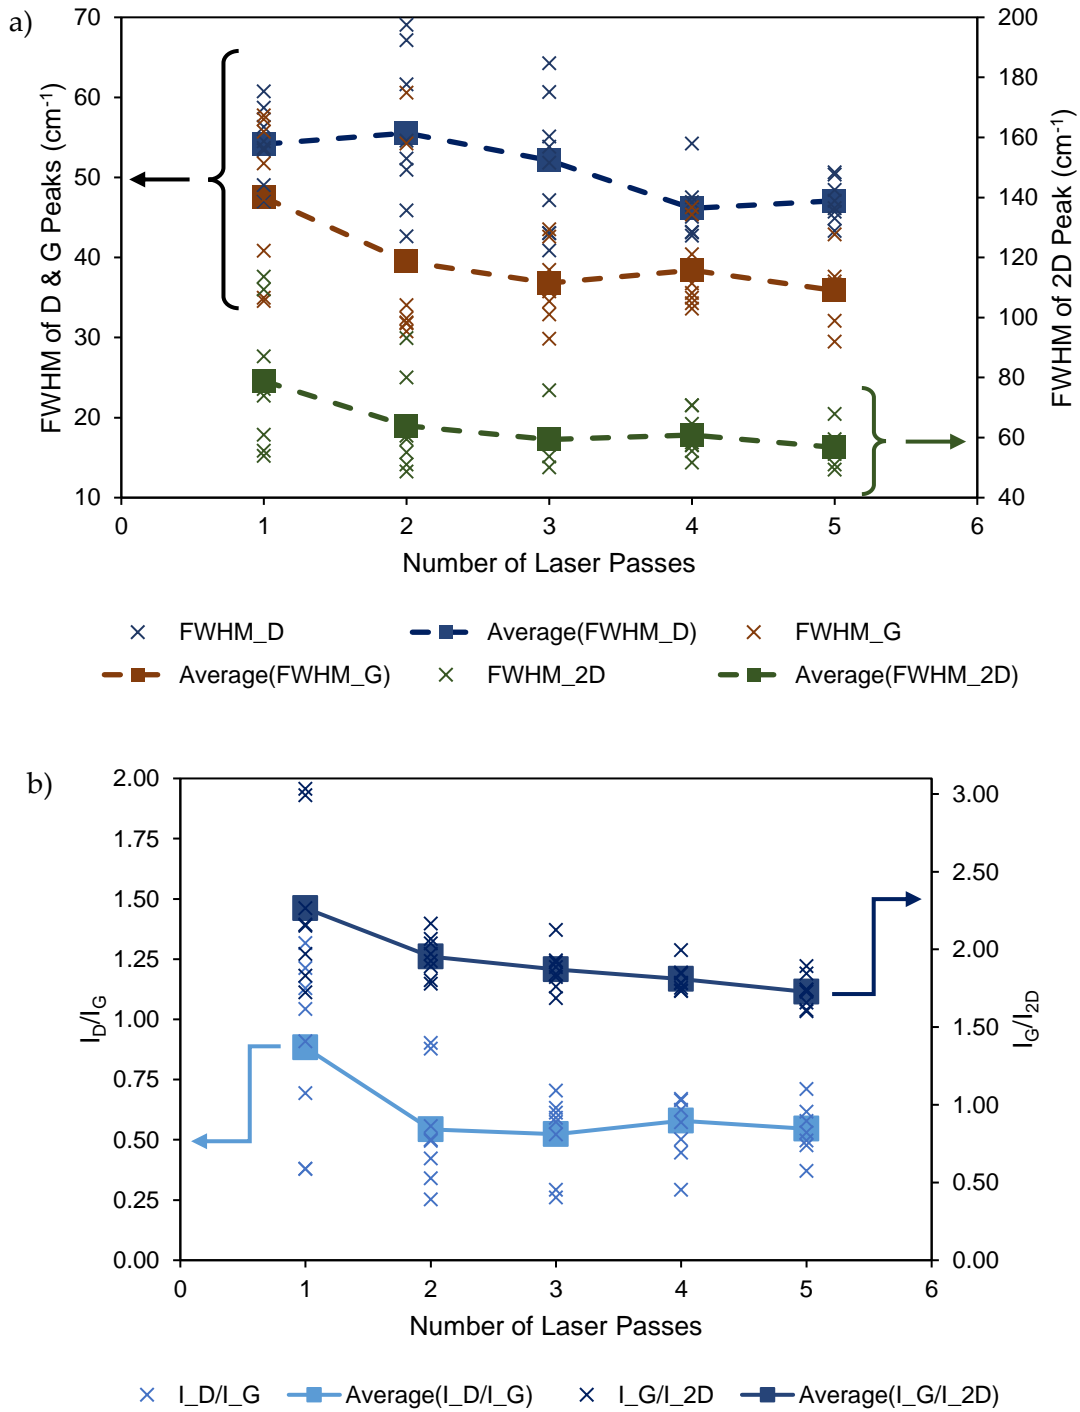 a)
FWHM of D & G Peaks (cm⁻¹)
70
60
50
40
30
20
10
200
180
160
140
120
100
80
60
40
FWHM of 2D Peak (cm⁻¹)
0 1 2 3 4 5 6
Number of Laser Passes
FWHM_D Average(FWHM_D) FWHM_G
Average(FWHM_G) FWHM_2D Average(FWHM_2D)
b)
I_D/I_G
2.00
1.75
1.50
1.25
1.00
0.75
0.50
0.25
0.00
3.00
2.50
2.00
1.50
1.00
0.50
0.00
I_G/I_2D
0 1 2 3 4 5 6
Number of Laser Passes
I_D/I_G Average(I_D/I_G) I_G/I_2D Average(I_G/I_2D)